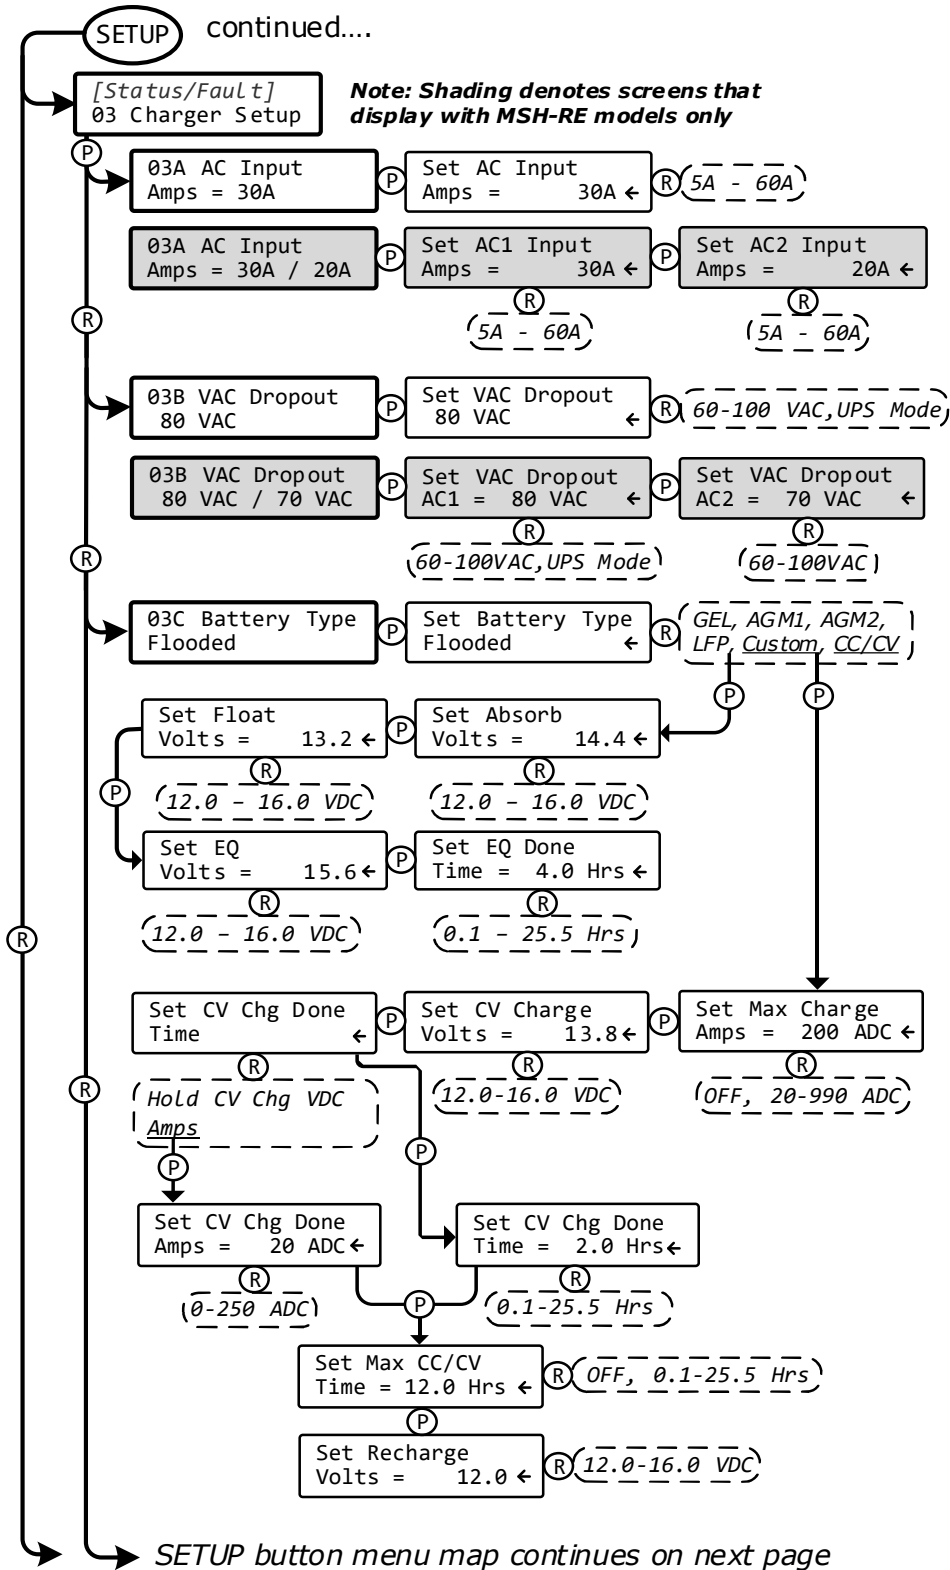 SETUP continued....
[Status/Fault]
03 Charger Setup
Note: Shading denotes screens that
display with MSH-RE models only
P
03A AC Input
Amps = 30A
P
Set AC Input
Amps = 30A ←
R
5A - 60A
03A AC Input
Amps = 30A / 20A
P
Set AC1 Input
Amps = 30A ←
P
Set AC2 Input
Amps = 20A ←
R
R
R
5A - 60A
5A - 60A
03B VAC Dropout
80 VAC
P
Set VAC Dropout
80 VAC ←
R
60-100 VAC,UPS Mode
03B VAC Dropout
80 VAC / 70 VAC
P
Set VAC Dropout
AC1 = 80 VAC ←
P
Set VAC Dropout
AC2 = 70 VAC ←
R
R
R
60-100VAC,UPS Mode
60-100VAC
03C Battery Type
Flooded
P
Set Battery Type
Flooded ←
R
GEL, AGM1, AGM2,
LFP, Custom, CC/CV
P
P
Set Float
Volts = 13.2 ←
P
Set Absorb
Volts = 14.4 ←
R
R
12.0 – 16.0 VDC
12.0 – 16.0 VDC
P
Set EQ
Volts = 15.6 ←
P
Set EQ Done
Time = 4.0 Hrs ←
R
R
12.0 – 16.0 VDC
0.1 – 25.5 Hrs
R
Set CV Chg Done
Time ←
P
Set CV Charge
Volts = 13.8 ←
P
Set Max Charge
Amps = 200 ADC ←
R
R
R
R
Hold CV Chg VDC
Amps
12.0-16.0 VDC
OFF, 20-990 ADC
P
P
Set CV Chg Done
Amps = 20 ADC ←
Set CV Chg Done
Time = 2.0 Hrs ←
R
R
0-250 ADC
P
0.1-25.5 Hrs
Set Max CC/CV
Time = 12.0 Hrs ←
R
OFF, 0.1-25.5 Hrs
P
Set Recharge
Volts = 12.0 ←
R
12.0-16.0 VDC
SETUP button menu map continues on next page